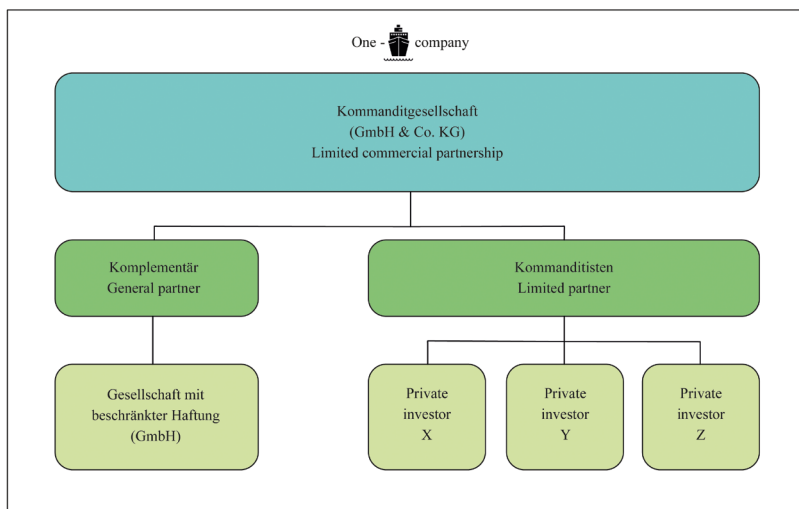 One - company
Kommanditgesellschaft
(GmbH & Co. KG)
Limited commercial partnership
Komplementär
General partner
Kommanditisten
Limited partner
Gesellschaft mit
beschränkter Haftung
(GmbH)
Private
investor
X
Private
investor
Y
Private
investor
Z